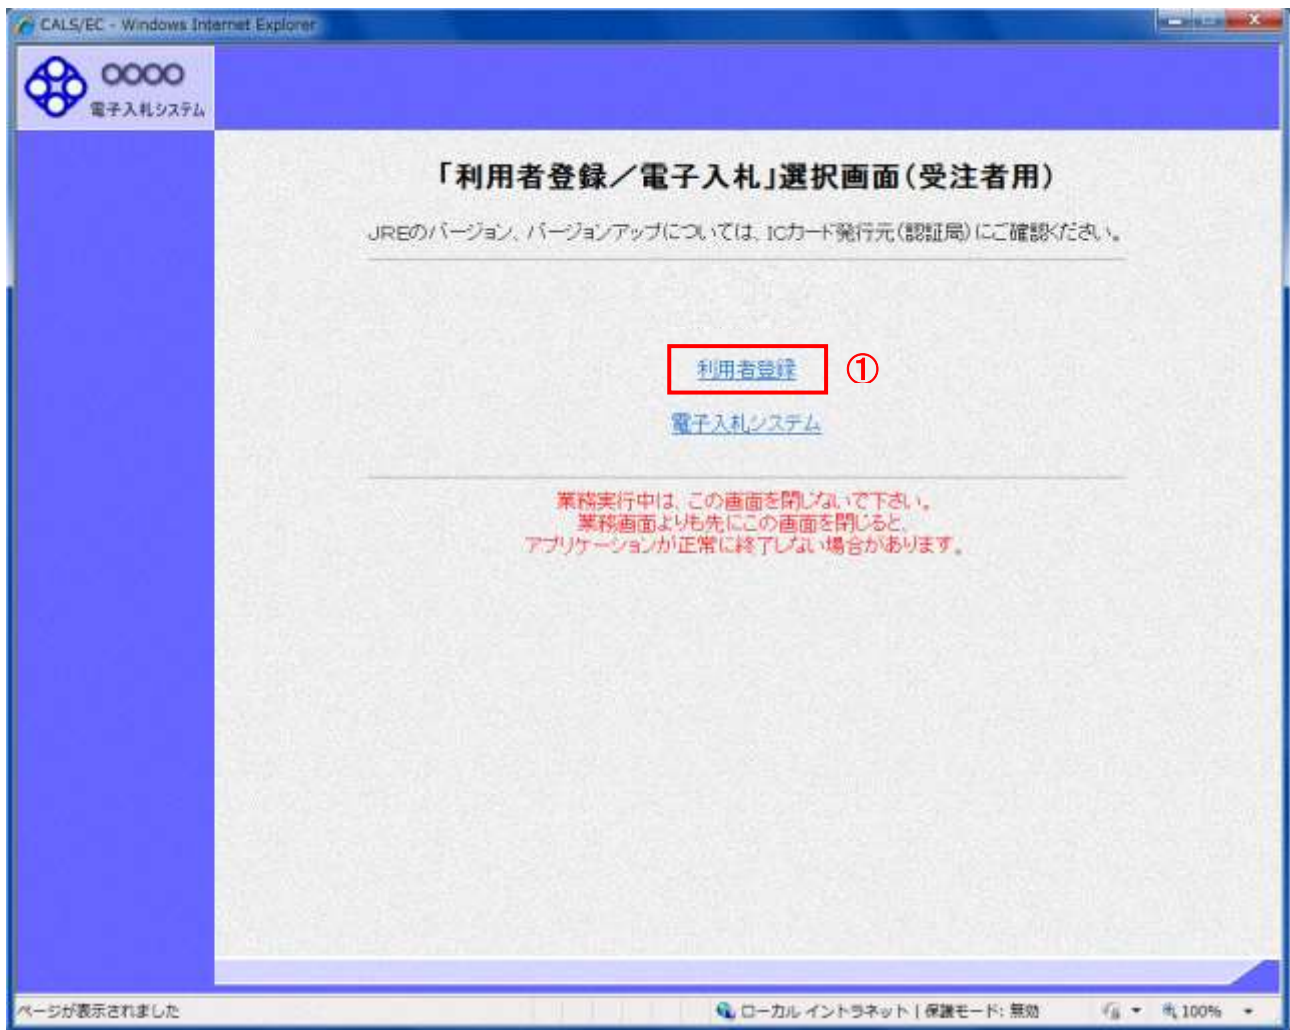 CALS/EC - Windows Internet Explorer
○○○○
電子入札システム
「利用者登録／電子入札」選択画面(受注者用)
JREのバージョン、バージョンアップについては、ICカード発行元(認証局)にご確認ください。
利用者登録
①
電子入札システム
業務実行中は、この画面を閉じないで下さい。
業務画面よりも先にこの画面を閉じると、
アプリケーションが正常に終了しない場合があります。
ページが表示されました
ローカル イントラネット | 保護モード: 無効
100%